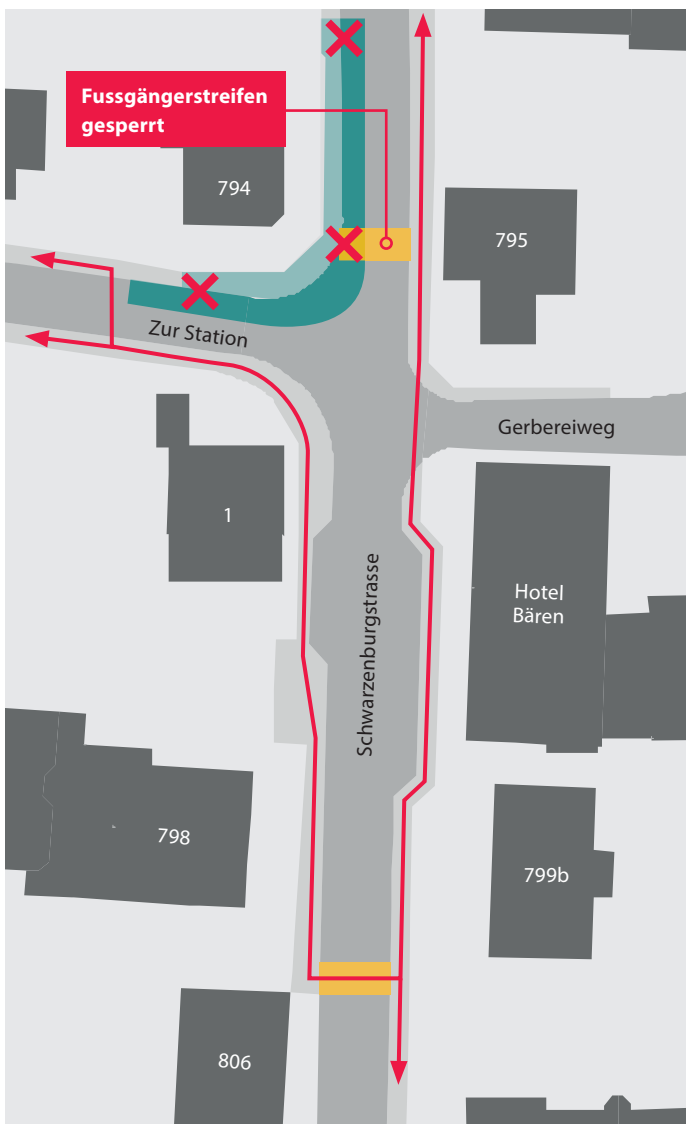 Fussgängerstreifen
gesperrt
794
795
Zur Station
Gerbereiweg
1
Hotel
Bären
Schwarzenburgstrasse
798
799b
806